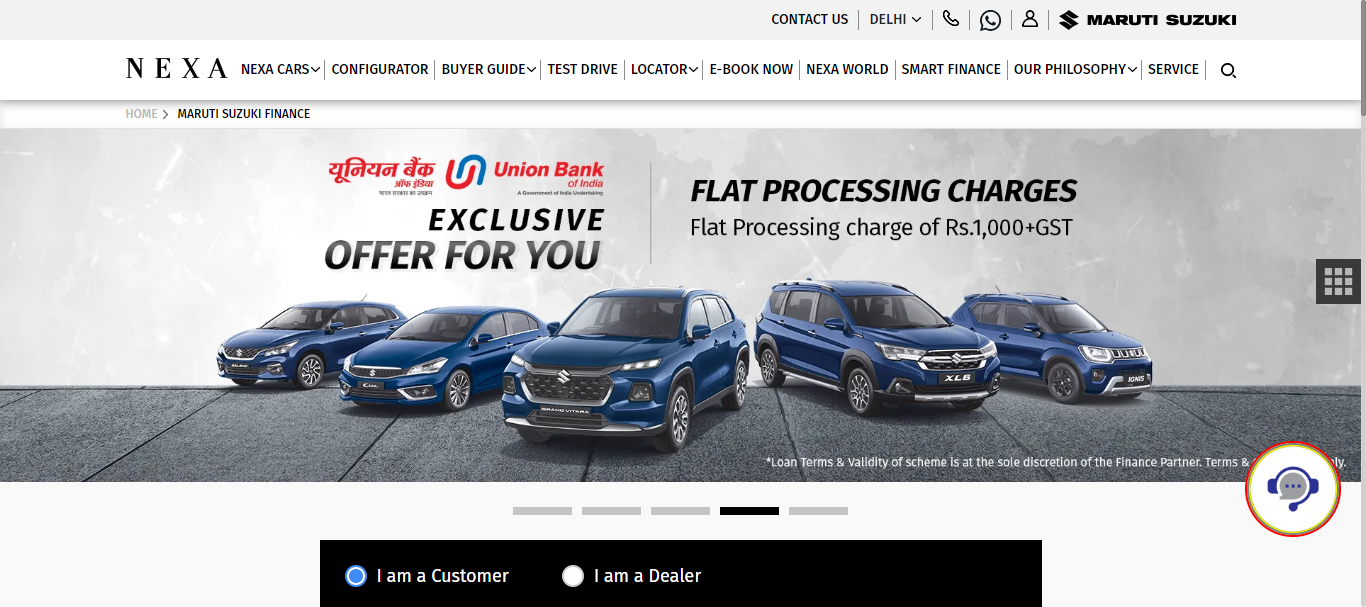 CONTACT US DELHI MARUTI SUZUKI
NEXA NEXA CARS CONFIGURATOR BUYER GUIDE TEST DRIVE LOCATOR E-BOOK NOW NEXA WORLD SMART FINANCE OUR PHILOSOPHY SERVICE
HOME > MARUTI SUZUKI FINANCE
यूनियन बैंक
ऑफ इंडिया
भारत सरकार का उपक्रम
Union Bank
of India
A Government of India Undertaking
EXCLUSIVE
OFFER FOR YOU
FLAT PROCESSING CHARGES
Flat Processing charge of Rs.1,000+GST
BALENO
Ciaz
GRAND VITARA
XL6
IGNIS
*Loan Terms & Validity of scheme is at the sole discretion of the Finance Partner. Terms &
I am a Customer I am a Dealer